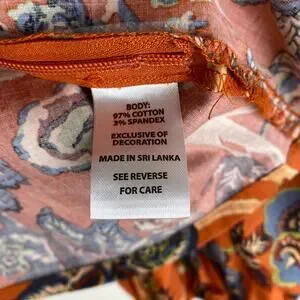 BODY:
97% COTTON
3% SPANDEX
EXCLUSIVE OF
DECORATION
MADE IN SRI LANKA
SEE REVERSE
FOR CARE